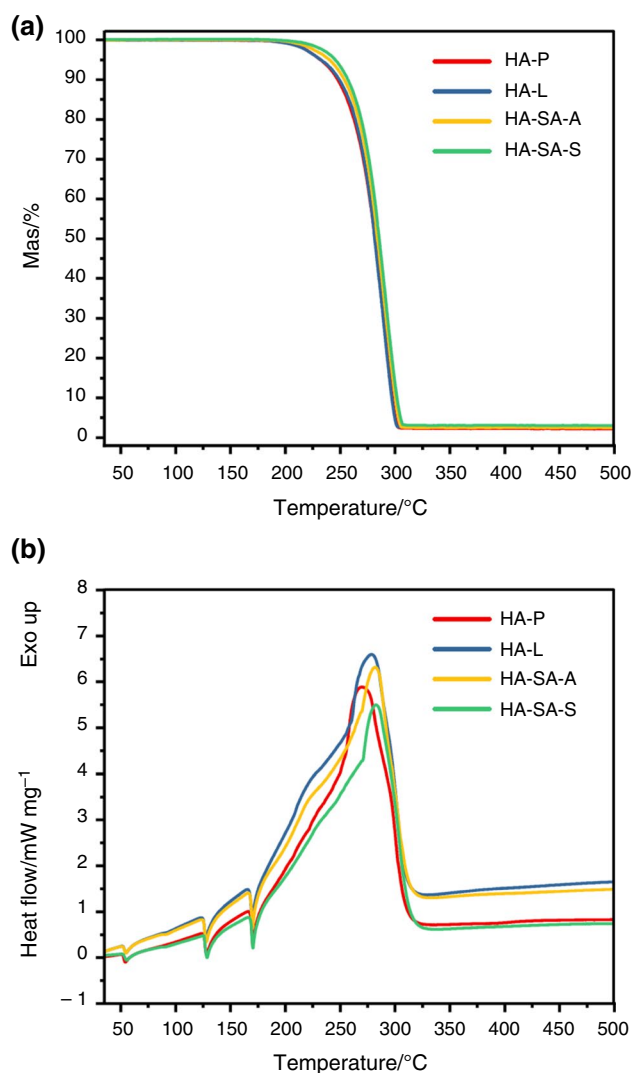 (a)
100
90
80
70
60
50
40
30
20
10
0
Mas/%
HA-P
HA-L
HA-SA-A
HA-SA-S
50 100 150 200 250 300 350 400 450 500
Temperature/°C
(b)
8
7
6
5
4
3
2
1
0
– 1
Exo up
Heat flow/mW mg–1
HA-P
HA-L
HA-SA-A
HA-SA-S
50 100 150 200 250 300 350 400 450 500
Temperature/°C